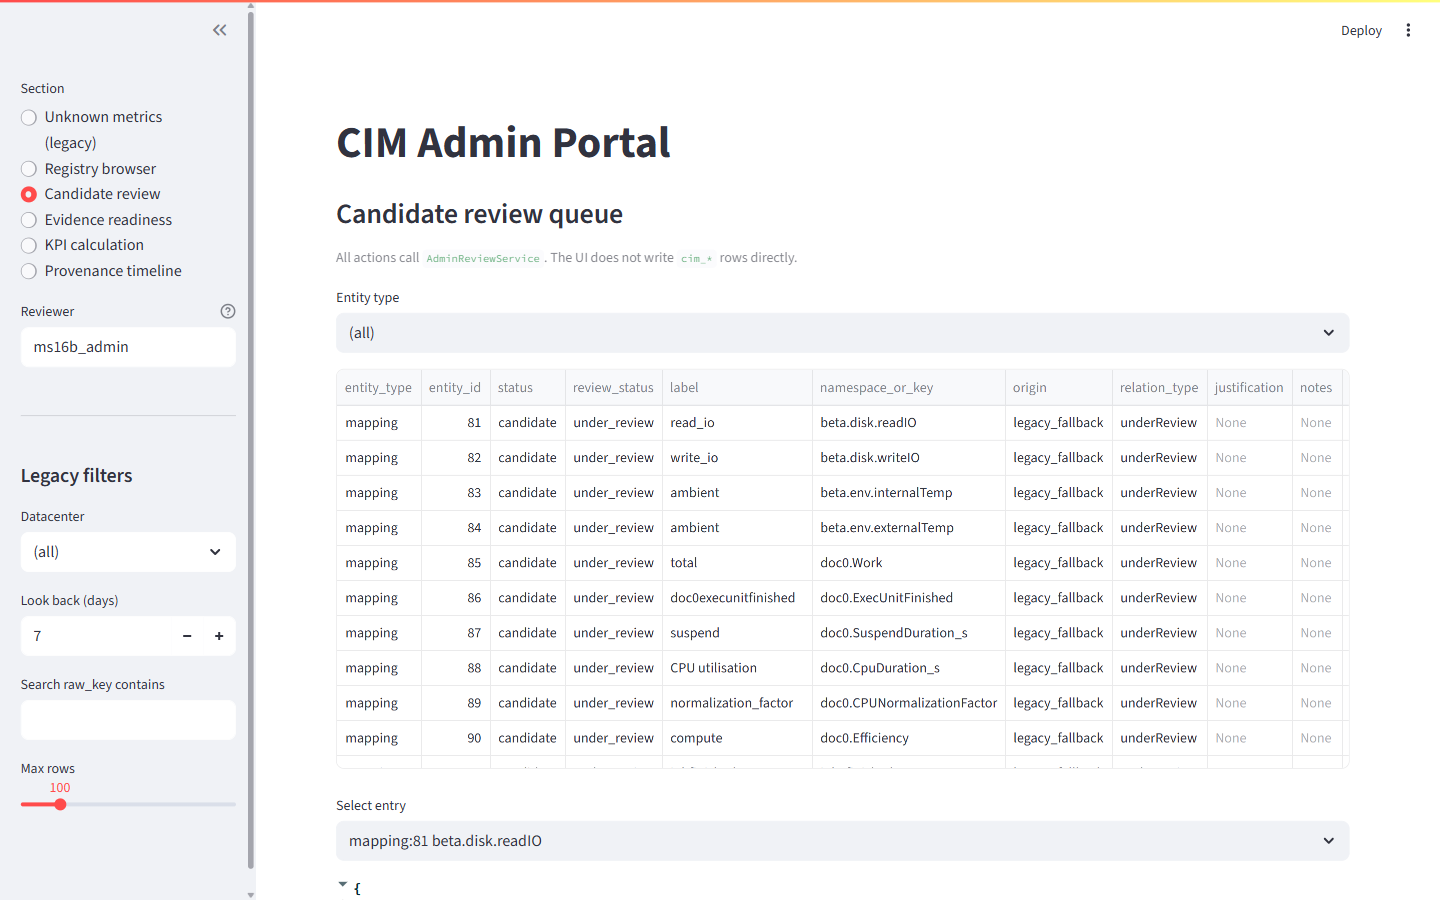 Deploy
Section
Unknown metrics
(legacy)
Registry browser
Candidate review
Evidence readiness
KPI calculation
Provenance timeline
Reviewer
ms16b_admin
Legacy filters
Datacenter
(all)
Look back (days)
7
Search raw_key contains
Max rows
100
CIM Admin Portal
Candidate review queue
All actions call AdminReviewService. The UI does not write cim_* rows directly.
Entity type
(all)
entity_type entity_id status review_status label namespace_or_key origin relation_type justification notes
mapping 81 candidate under_review read_io beta.disk.readIO legacy_fallback underReview None None
mapping 82 candidate under_review write_io beta.disk.writeIO legacy_fallback underReview None None
mapping 83 candidate under_review ambient beta.env.internalTemp legacy_fallback underReview None None
mapping 84 candidate under_review ambient beta.env.externalTemp legacy_fallback underReview None None
mapping 85 candidate under_review total doc0.Work legacy_fallback underReview None None
mapping 86 candidate under_review doc0execunitfinished doc0.ExecUnitFinished legacy_fallback underReview None None
mapping 87 candidate under_review suspend doc0.SuspendDuration_s legacy_fallback underReview None None
mapping 88 candidate under_review CPU utilisation doc0.CpuDuration_s legacy_fallback underReview None None
mapping 89 candidate under_review normalization_factor doc0.CPUNormalizationFactor legacy_fallback underReview None None
mapping 90 candidate under_review compute doc0.Efficiency legacy_fallback underReview None None
Select entry
mapping:81 beta.disk.readIO
{